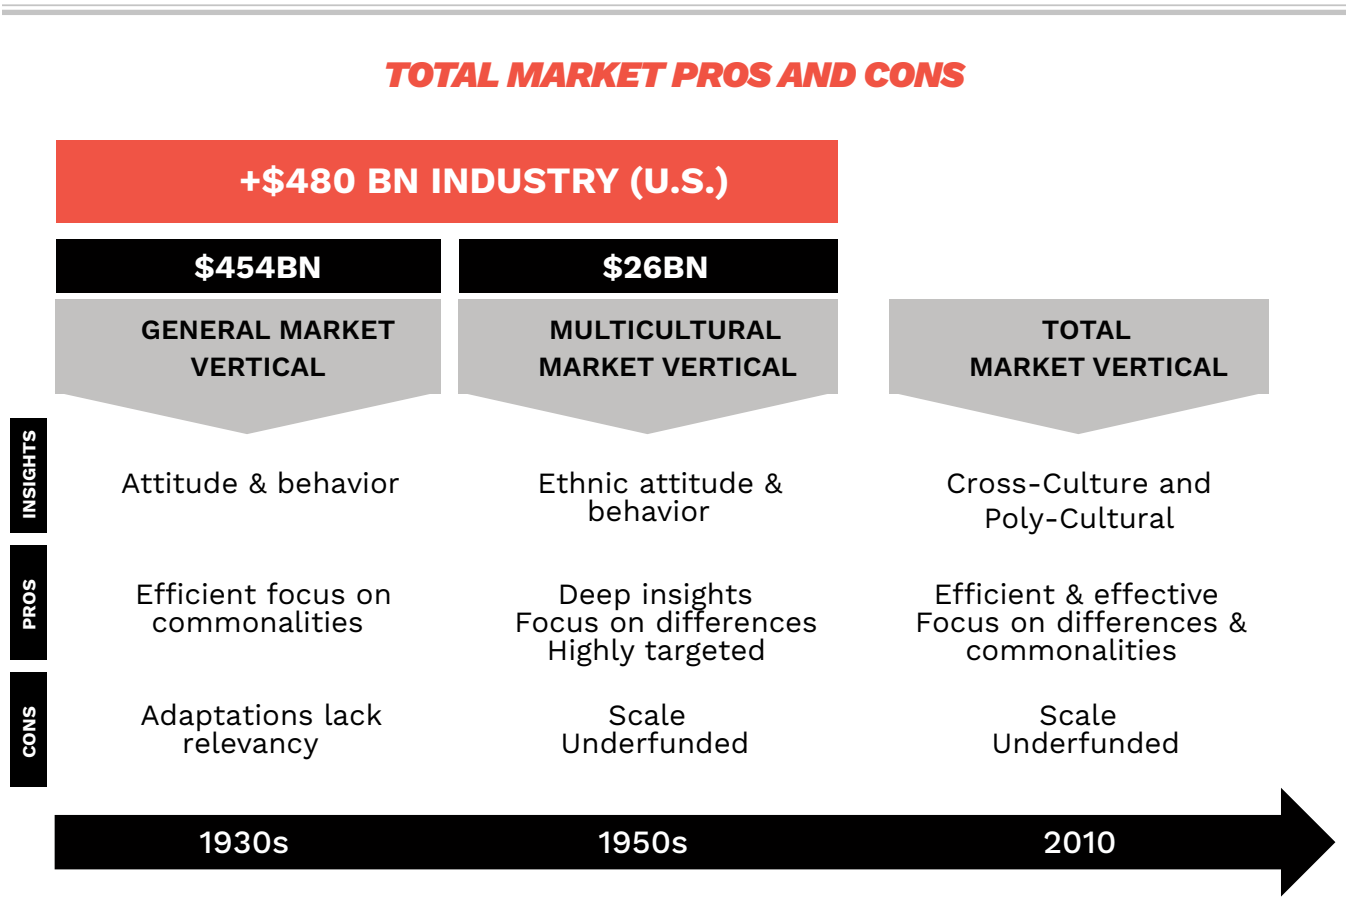 TOTAL MARKET PROS AND CONS
+$480 BN INDUSTRY (U.S.)
$454BN
$26BN
GENERAL MARKET
VERTICAL
MULTICULTURAL
MARKET VERTICAL
TOTAL
MARKET VERTICAL
INSIGHTS
Attitude & behavior
Ethnic attitude &
behavior
Cross-Culture and
Poly-Cultural
PROS
Efficient focus on
commonalities
Deep insights
Focus on differences
Highly targeted
Efficient & effective
Focus on differences &
commonalities
CONS
Adaptations lack
relevancy
Scale
Underfunded
Scale
Underfunded
1930s
1950s
2010